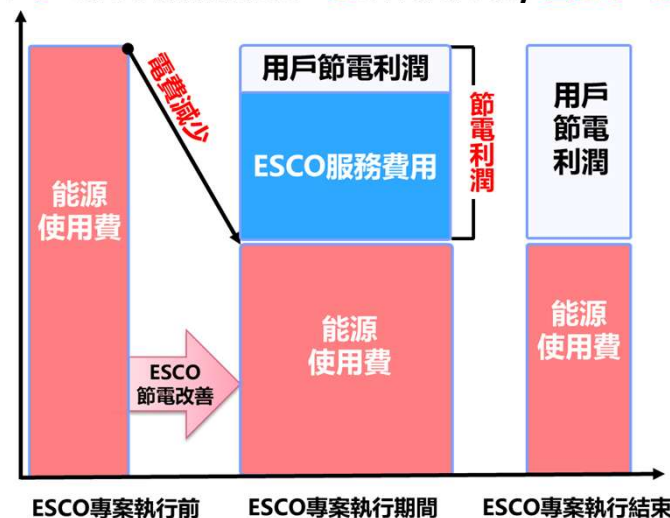 能源
使用費
電費減少
ESCO
節電改善
用戶節電利潤
ESCO服務費用
節電利潤
能源
使用費
用戶
節電
利潤
能源
使用費
ESCO專案執行前
ESCO專案執行期間
ESCO專案執行結束